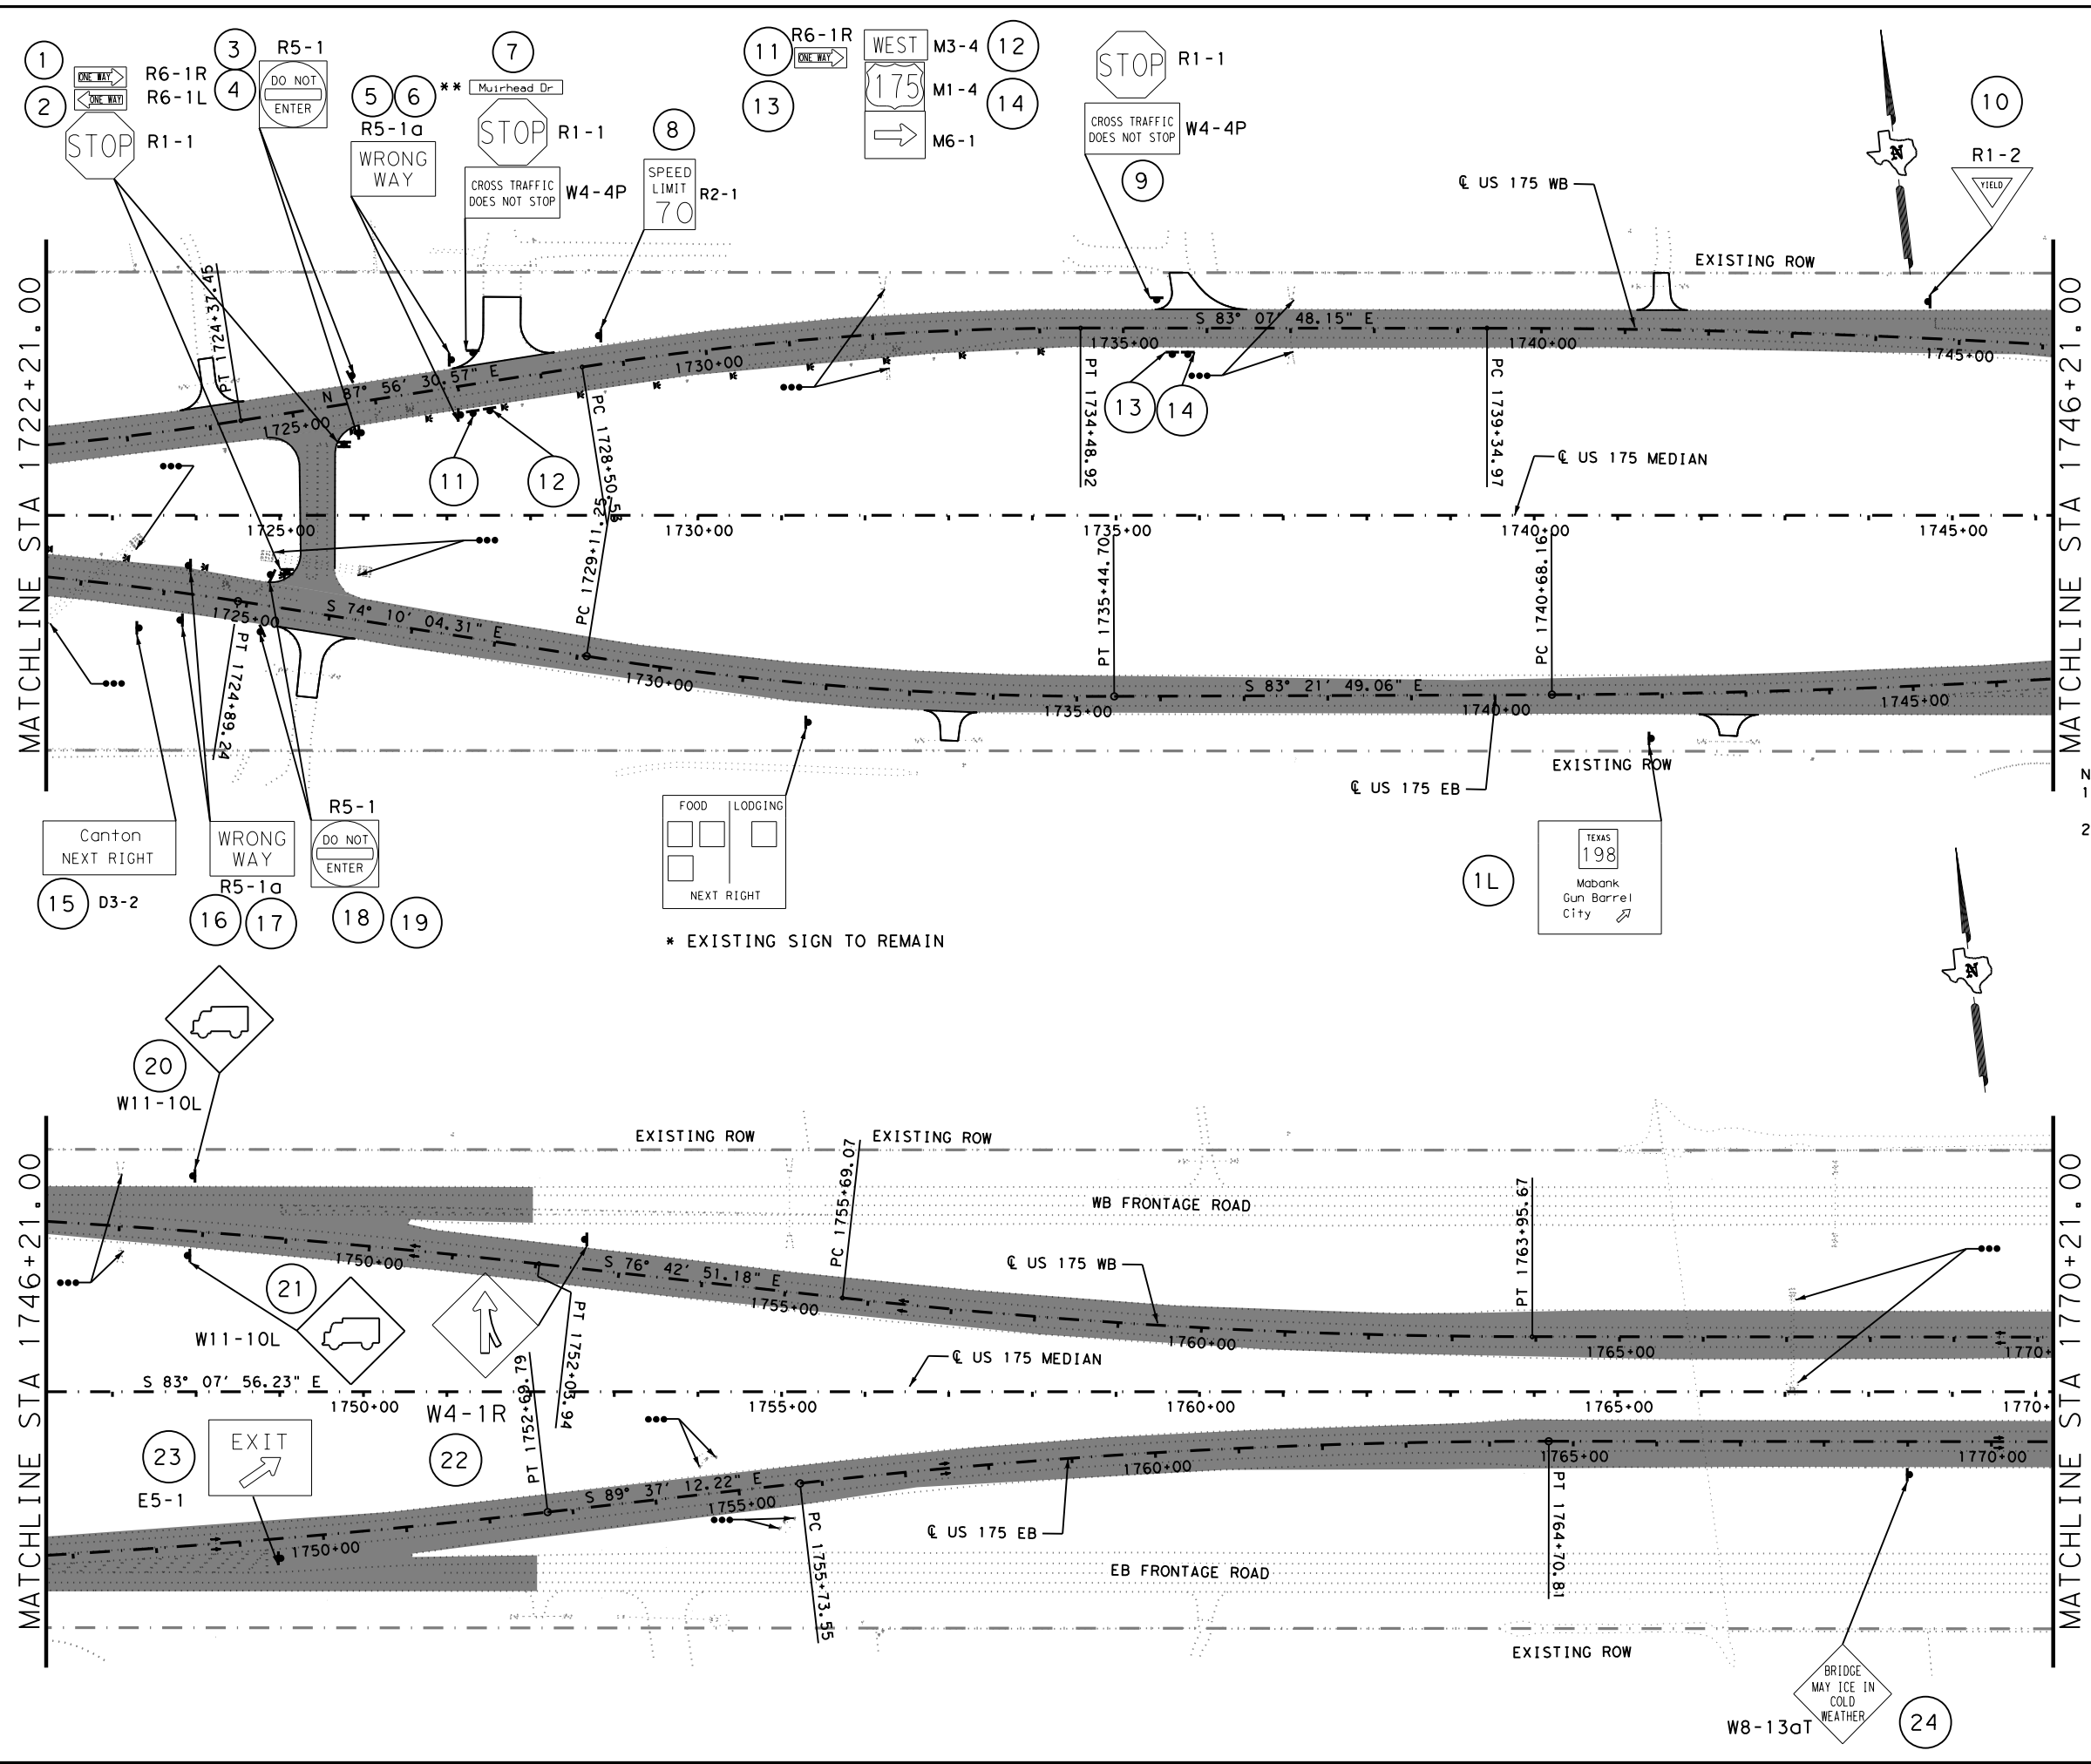 1
2
ONE WAY
R6-1R
ONE WAY
R6-1L
STOP
R1-1
3
4
R5-1
DO NOT
ENTER
5
6
**
R5-1a
WRONG
WAY
7
Muirhead Dr
STOP
R1-1
CROSS TRAFFIC
DOES NOT STOP
W4-4P
8
SPEED
LIMIT
70
R2-1
11
R6-1R
ONE WAY
13
WEST
M3-4
12
175
M1-4
14
M6-1
STOP
R1-1
CROSS TRAFFIC
DOES NOT STOP
W4-4P
9
℄ US 175 WB
N
10
R1-2
YIELD
EXISTING ROW
MATCHLINE STA 1722+21.00
MATCHLINE STA 1746+21.00
PT 1724+37.45
N 87° 56' 30.57" E
1725+00
1730+00
S 83° 07' 48.15" E
1735+00
1740+00
1745+00
PC 1728+50.58
PT 1734+48.92
PC 1739+34.97
11
12
13
14
℄ US 175 MEDIAN
1725+00
1730+00
1735+00
1740+00
1745+00
PC 1729+11.25
PT 1735+44.70
PC 1740+68.16
1725+00
S 74° 10' 04.31" E
PT 1724+89.24
1730+00
1735+00
S 83° 21' 49.06" E
1740+00
1745+00
EXISTING ROW
℄ US 175 EB
N
1
2
Canton
NEXT RIGHT
15
D3-2
WRONG
WAY
R5-1a
16
17
R5-1
DO NOT
ENTER
18
19
FOOD
LODGING
NEXT RIGHT
* EXISTING SIGN TO REMAIN
1L
TEXAS
198
Mabank
Gun Barrel
City
N
20
W11-10L
EXISTING ROW
EXISTING ROW
MATCHLINE STA 1746+21.00
MATCHLINE STA 1770+21.00
WB FRONTAGE ROAD
PC 1755+69.07
PT 1763+95.67
1750+00
S 76° 42' 51.18" E
1755+00
℄ US 175 WB
1760+00
1765+00
1770+
21
W11-10L
PT 1752+03.94
℄ US 175 MEDIAN
S 83° 07' 56.23" E
1750+00
1755+00
1760+00
1765+00
1770+
W4-1R
22
PT 1752+69.79
23
EXIT
E5-1
1750+00
S 89° 37' 12.22" E
1755+00
1760+00
1765+00
1770+00
℄ US 175 EB
PC 1755+73.55
PT 1764+70.81
EB FRONTAGE ROAD
EXISTING ROW
BRIDGE
MAY ICE IN
COLD
WEATHER
W8-13aT
24